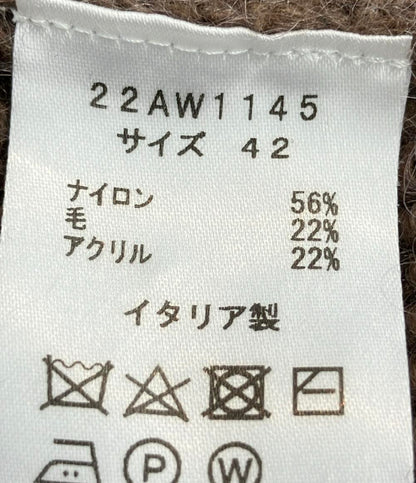 22AW1145
サイズ 42
ナイロン 56%
毛 22%
アクリル 22%
イタリア製
P W